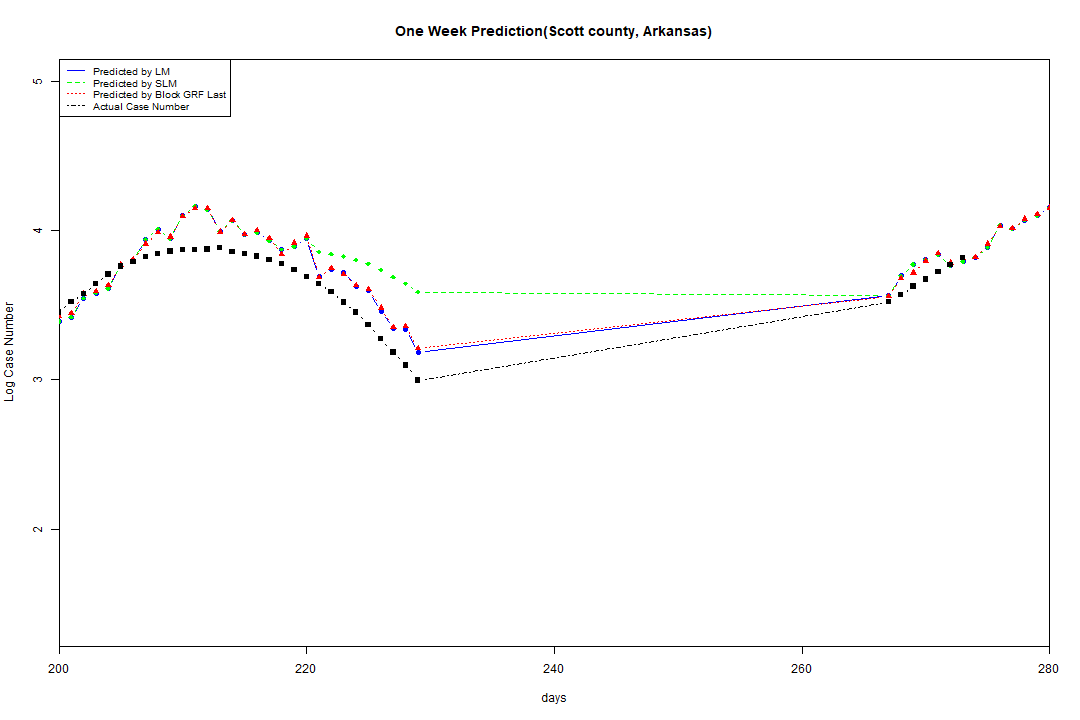 One Week Prediction(Scott county, Arkansas)
Predicted by LM
Predicted by SLM
Predicted by Block GRF Last
Actual Case Number
5
4
3
2
Log Case Number
200
220
240
260
280
days